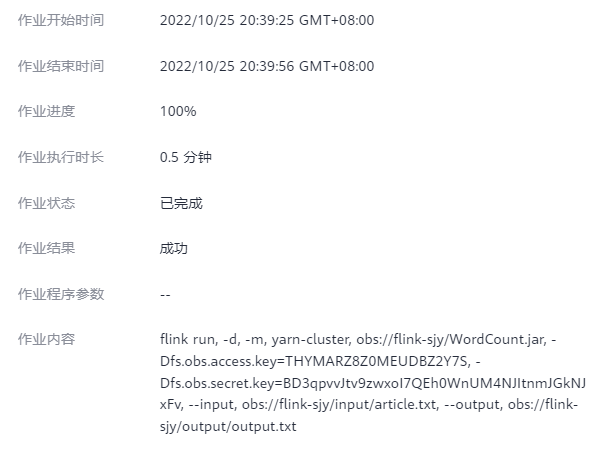 作业开始时间 2022/10/25 20:39:25 GMT+08:00
作业结束时间 2022/10/25 20:39:56 GMT+08:00
作业进度 100%
作业执行时长 0.5 分钟
作业状态 已完成
作业结果 成功
作业程序参数 --
作业内容 flink run, -d, -m, yarn-cluster, obs://flink-sjy/WordCount.jar, -
Dfs.obs.access.key=THYMARZ8Z0MEUDBZ2Y7S, -
Dfs.obs.secret.key=BD3qpvvJtv9zwxoI7QEh0WnUM4NJItnmJGkNJ
xFv, --input, obs://flink-sjy/input/article.txt, --output, obs://flink-
sjy/output/output.txt